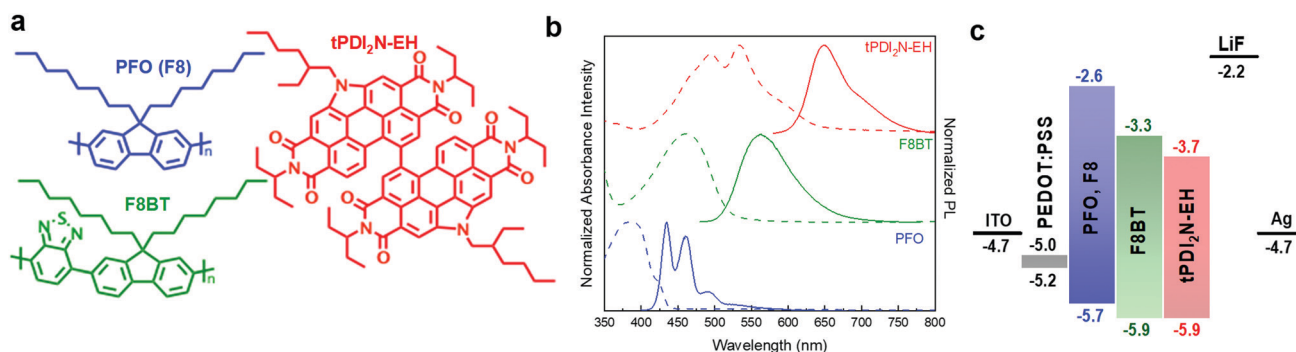 a
PFO (F8)
n
F8BT
N
S
N
n
tPDI₂N-EH
N
O
N
O
O
N
O
O
N
O
O
N
O
N
b
Normalized Absorbance Intensity
tPDI₂N-EH
F8BT
PFO
Normalized PL
350 400 450 500 550 600 650 700 750 800
Wavelength (nm)
c
ITO
-4.7
PEDOT:PSS
-5.0
-5.2
-2.6
PFO, F8
-5.7
-3.3
F8BT
-5.9
-3.7
tPDI₂N-EH
-5.9
LiF
-2.2
Ag
-4.7